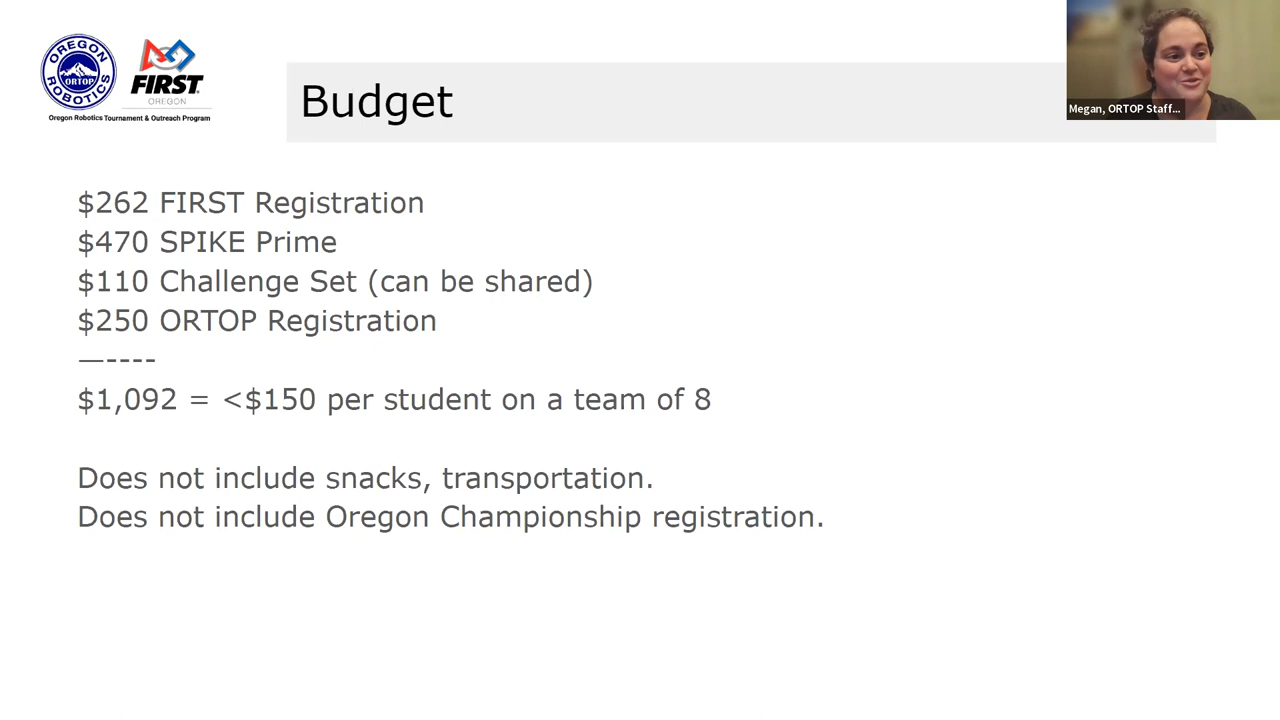 OREGON
ORTOP
ROBOTICS
FIRST
OREGON
Oregon Robotics Tournament & Outreach Program
Budget
Megan, ORTOP Staff...
$262 FIRST Registration
$470 SPIKE Prime
$110 Challenge Set (can be shared)
$250 ORTOP Registration
—----
$1,092 = <$150 per student on a team of 8
Does not include snacks, transportation.
Does not include Oregon Championship registration.